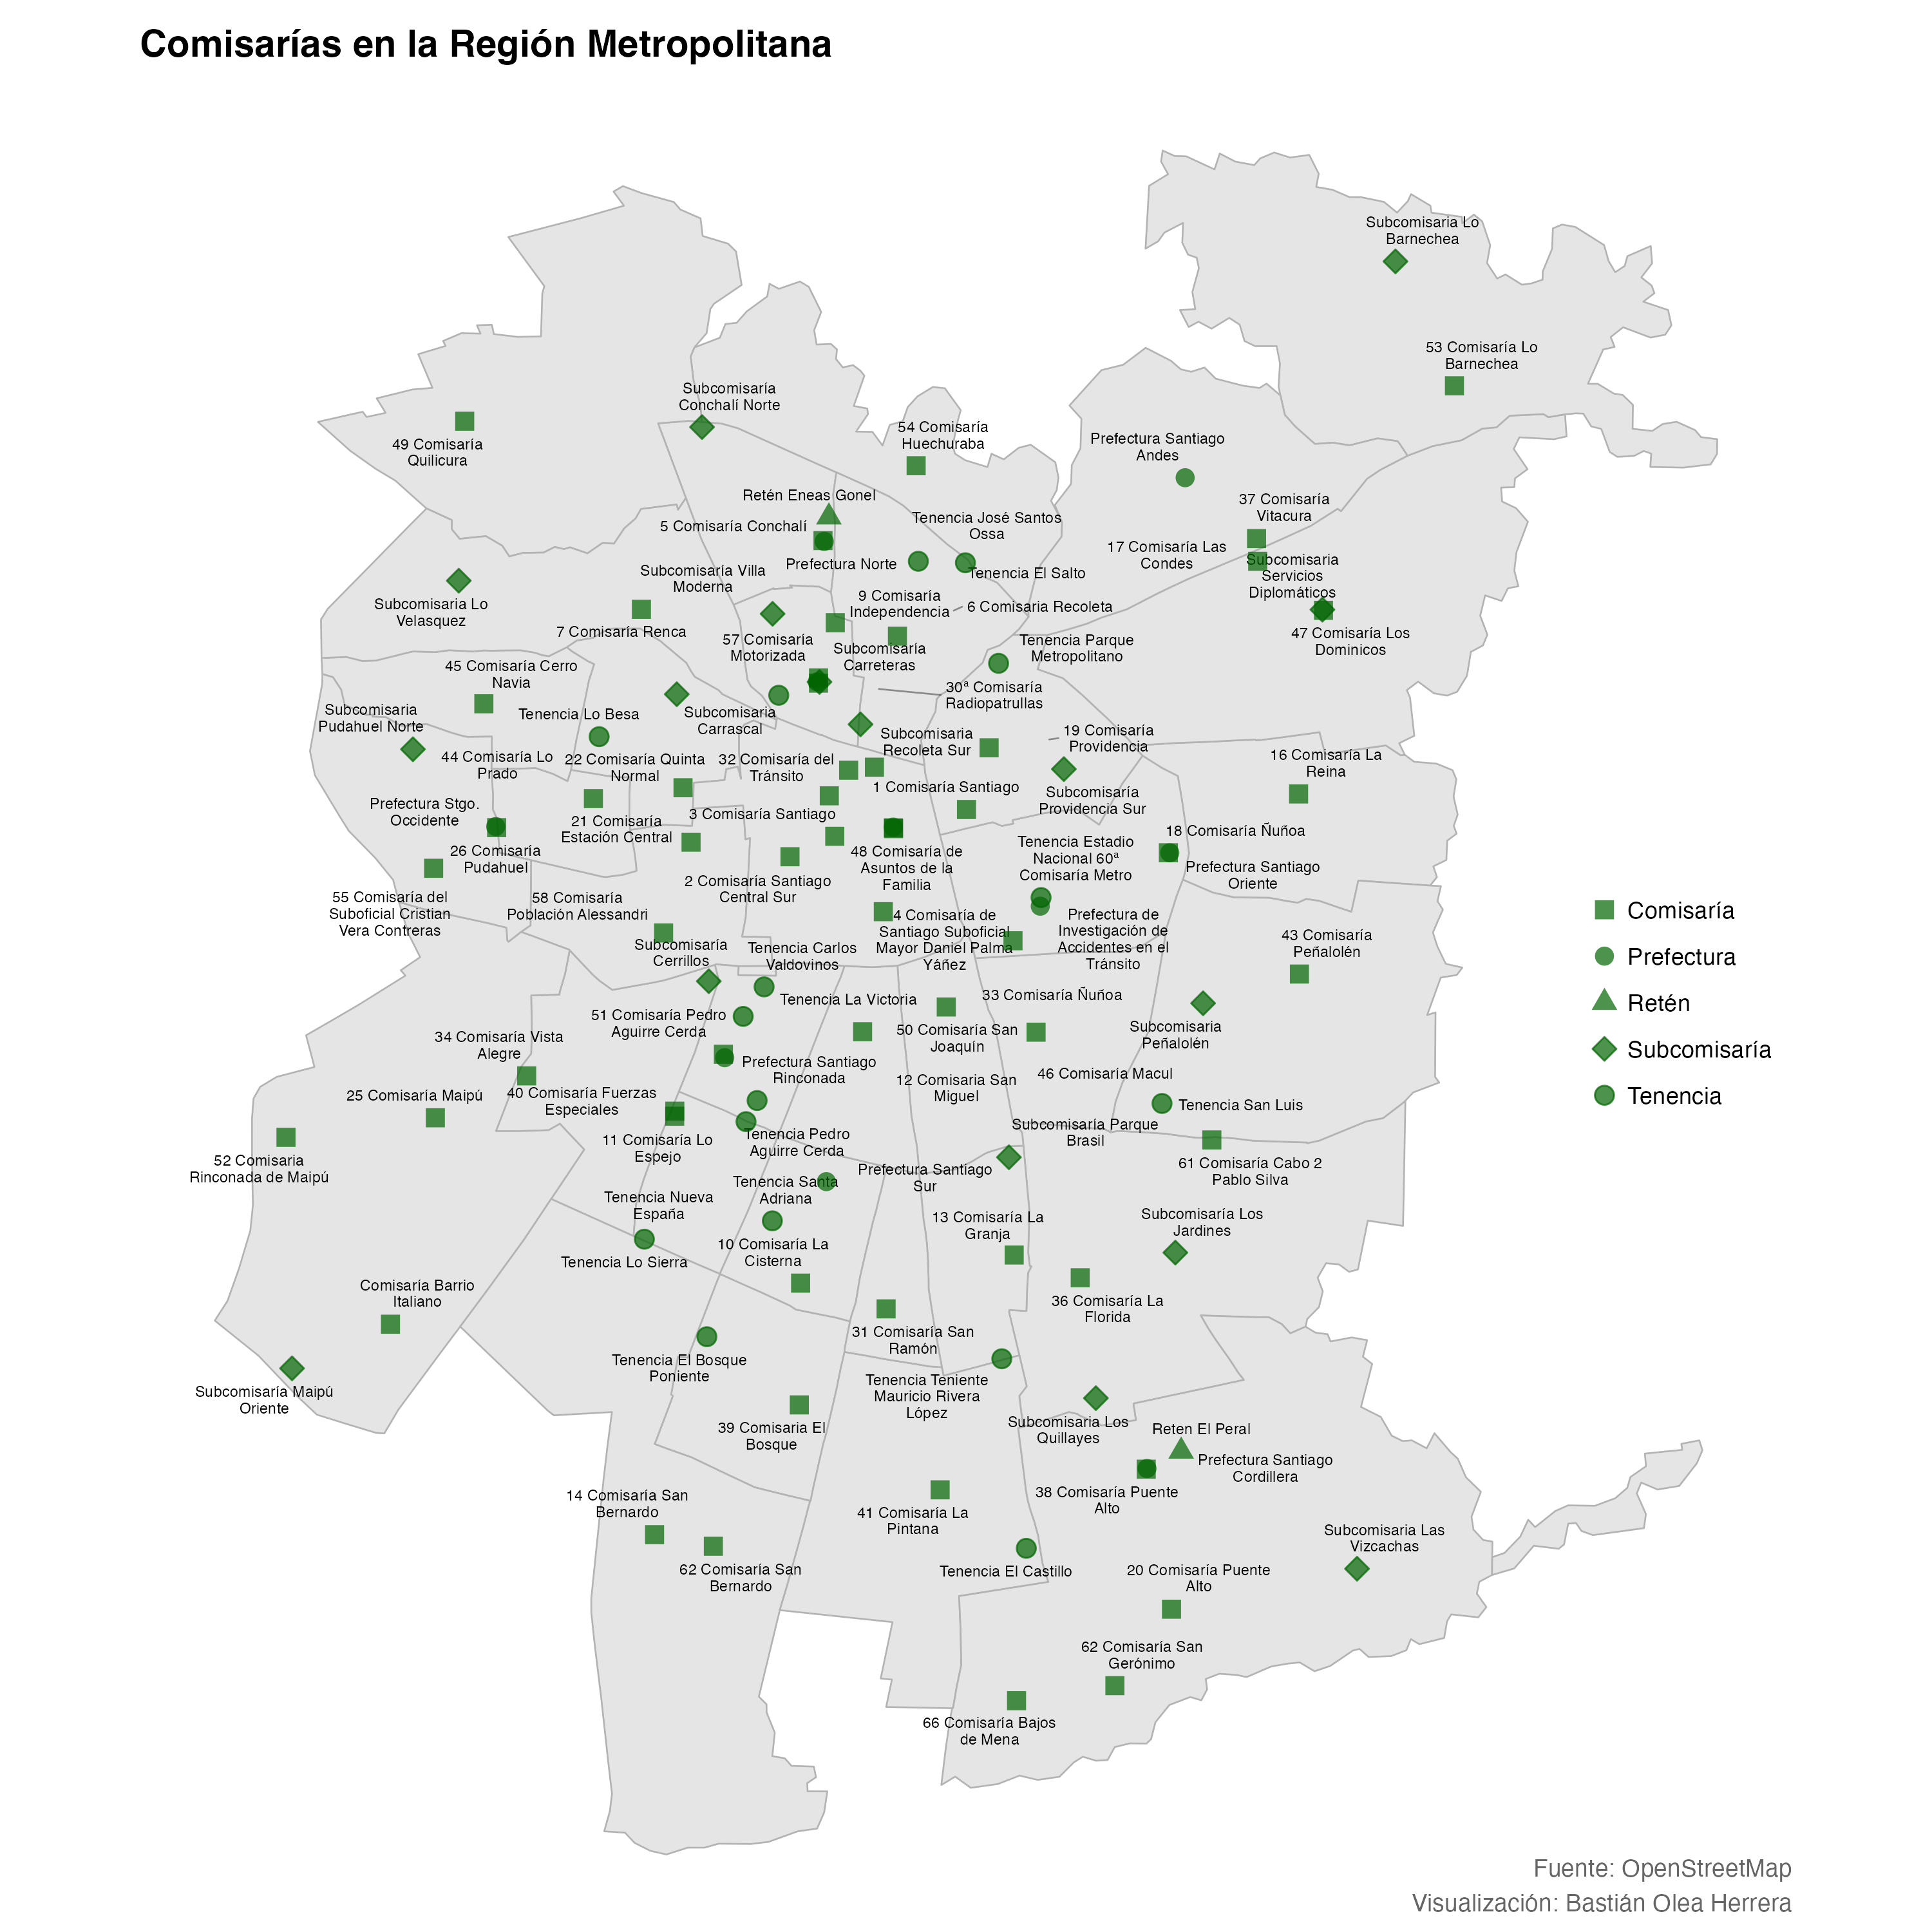 Comisarías en la Región Metropolitana
Subcomisaria Lo
Barnechea
53 Comisaría Lo
Barnechea
Subcomisaría
Conchalí Norte
49 Comisaría
Quilicura
54 Comisaría
Huechuraba
Prefectura Santiago
Andes
Retén Eneas Gonel
5 Comisaría Conchalí
Prefectura Norte
Tenencia José Santos
Ossa
Tenencia El Salto
37 Comisaría
Vitacura
17 Comisaría Las
Condes
Subcomisaria
Servicios
Diplomáticos
47 Comisaría Los
Dominicos
Subcomisaria Lo
Velasquez
Subcomisaría Villa
Moderna
7 Comisaría Renca
9 Comisaría
Independencia
6 Comisaria Recoleta
57 Comisaría
Motorizada
Subcomisaría
Carreteras
Tenencia Parque
Metropolitano
30ª Comisaría
Radiopatrullas
45 Comisaría Cerro
Navia
Subcomisaria
Pudahuel Norte
Tenencia Lo Besa
Subcomisaria
Carrascal
Subcomisaria
Recoleta Sur
19 Comisaría
Providencia
44 Comisaría Lo
Prado
22 Comisaría Quinta
Normal
32 Comisaría del
Tránsito
1 Comisaría Santiago
Subcomisaría
Providencia Sur
16 Comisaría La
Reina
Prefectura Stgo.
Occidente
26 Comisaría
Pudahuel
21 Comisaría
Estación Central
3 Comisaría Santiago
48 Comisaría de
Asuntos de la
Familia
Tenencia Estadio
Nacional 60ª
Comisaría Metro
18 Comisaría Ñuñoa
Prefectura Santiago
Oriente
55 Comisaría del
Suboficial Cristian
Vera Contreras
58 Comisaría
Población Alessandri
2 Comisaría Santiago
Central Sur
4 Comisaría de
Santiago Suboficial
Mayor Daniel Palma
Yáñez
Prefectura de
Investigación de
Accidentes en el
Tránsito
43 Comisaría
Peñalolén
Subcomisaría
Cerrillos
Tenencia Carlos
Valdovinos
Tenencia La Victoria
33 Comisaría Ñuñoa
51 Comisaría Pedro
Aguirre Cerda
50 Comisaría San
Joaquín
Subcomisaria
Peñalolén
34 Comisaría Vista
Alegre
Prefectura Santiago
Rinconada
12 Comisaria San
Miguel
46 Comisaría Macul
25 Comisaría Maipú
40 Comisaría Fuerzas
Especiales
Tenencia San Luis
11 Comisaría Lo
Espejo
Tenencia Pedro
Aguirre Cerda
Subcomisaría Parque
Brasil
52 Comisaria
Rinconada de Maipú
Prefectura Santiago
Sur
61 Comisaría Cabo 2
Pablo Silva
Tenencia Santa
Adriana
Tenencia Nueva
España
Tenencia Lo Sierra
10 Comisaría La
Cisterna
13 Comisaría La
Granja
Subcomisaría Los
Jardines
Comisaría Barrio
Italiano
36 Comisaría La
Florida
31 Comisaría San
Ramón
Subcomisaría Maipú
Oriente
Tenencia El Bosque
Poniente
Tenencia Teniente
Mauricio Rivera
López
39 Comisaria El
Bosque
Subcomisaria Los
Quillayes
Reten El Peral
Prefectura Santiago
Cordillera
38 Comisaría Puente
Alto
14 Comisaría San
Bernardo
41 Comisaría La
Pintana
62 Comisaría San
Bernardo
Tenencia El Castillo
Subcomisaria Las
Vizcachas
20 Comisaría Puente
Alto
62 Comisaría San
Gerónimo
66 Comisaría Bajos
de Mena
Comisaría
Prefectura
Retén
Subcomisaría
Tenencia
Fuente: OpenStreetMap
Visualización: Bastián Olea Herrera